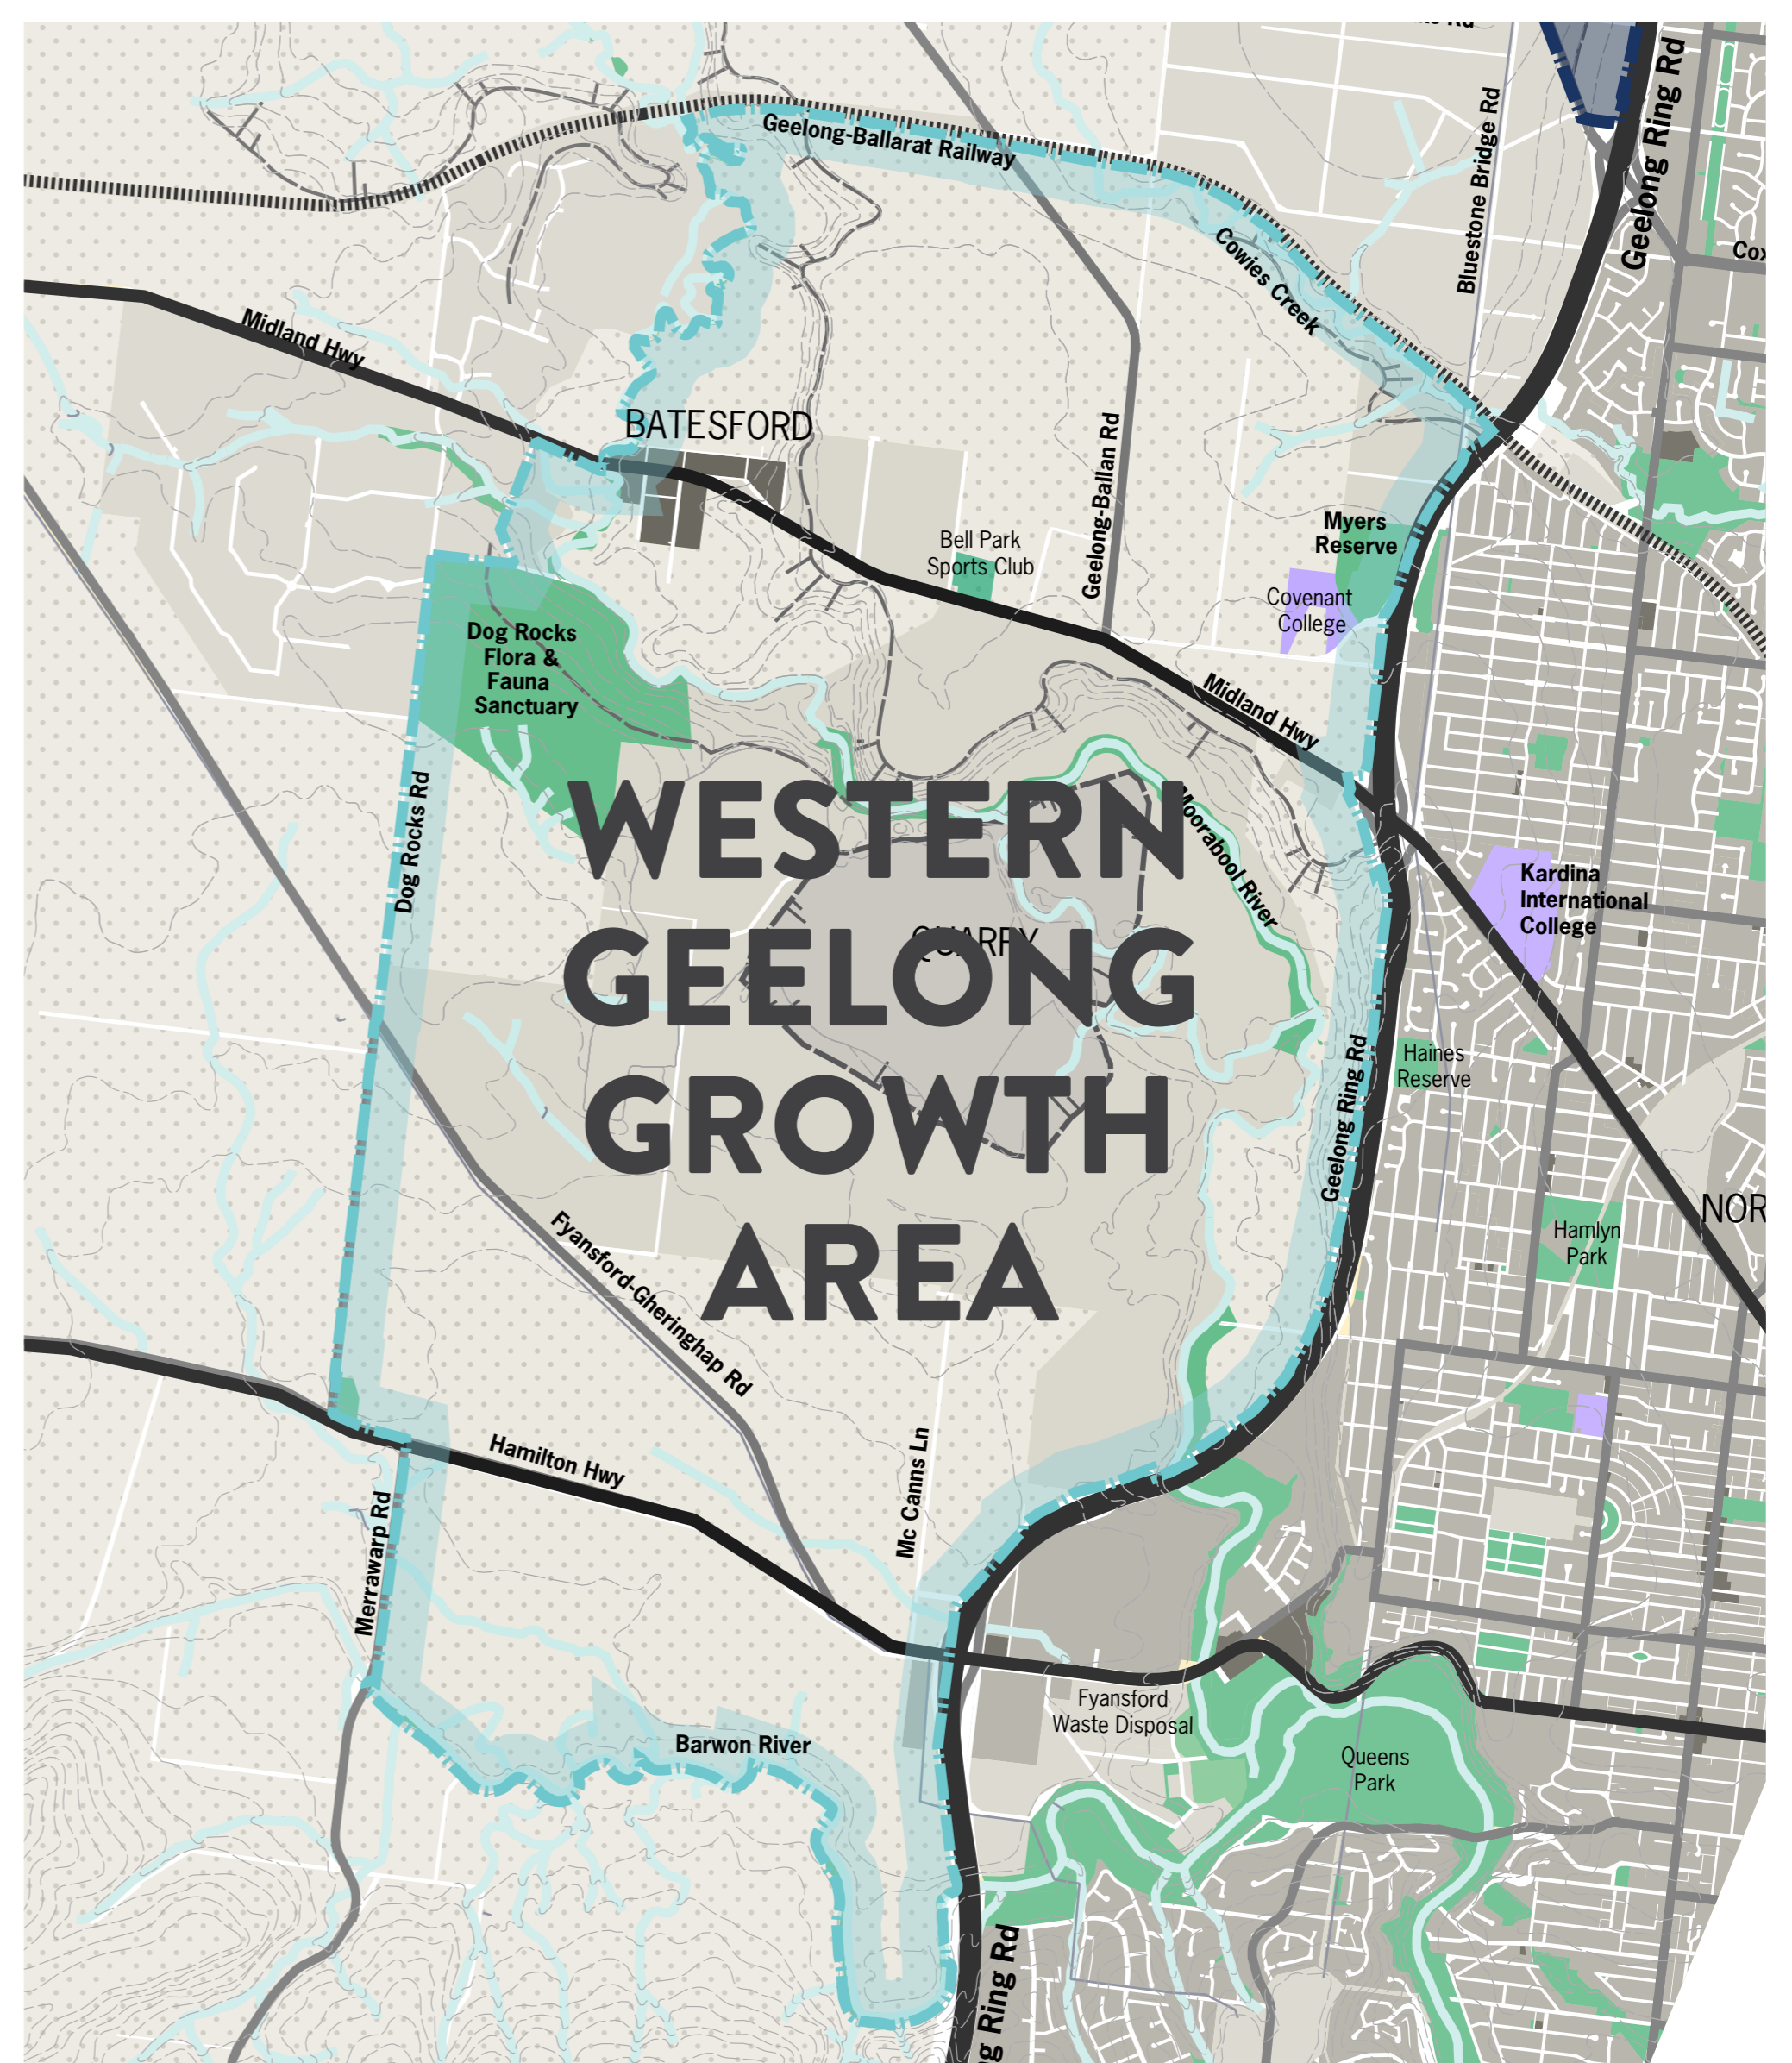 Geelong Ring Rd
Bluestone Bridge Rd
Geelong-Ballarat Railway
Cowies Creek
Midland Hwy
BATESFORD
Geelong-Ballan Rd
Bell Park
Sports Club
Myers
Reserve
Covenant
College
Dog Rocks
Flora &
Fauna
Sanctuary
Midland Hwy
Dog Rocks Rd
Moorabool River
WESTERN
GEELONG
GROWTH
AREA
QUARRY
Kardina
International
College
Haines
Reserve
Geelong Ring Rd
NOR
Hamlyn
Park
Fyansford-Gheringhap Rd
Hamilton Hwy
Mc Canns Ln
Merrawarp Rd
Fyansford
Waste Disposal
Barwon River
Queens
Park
g Ring Rd